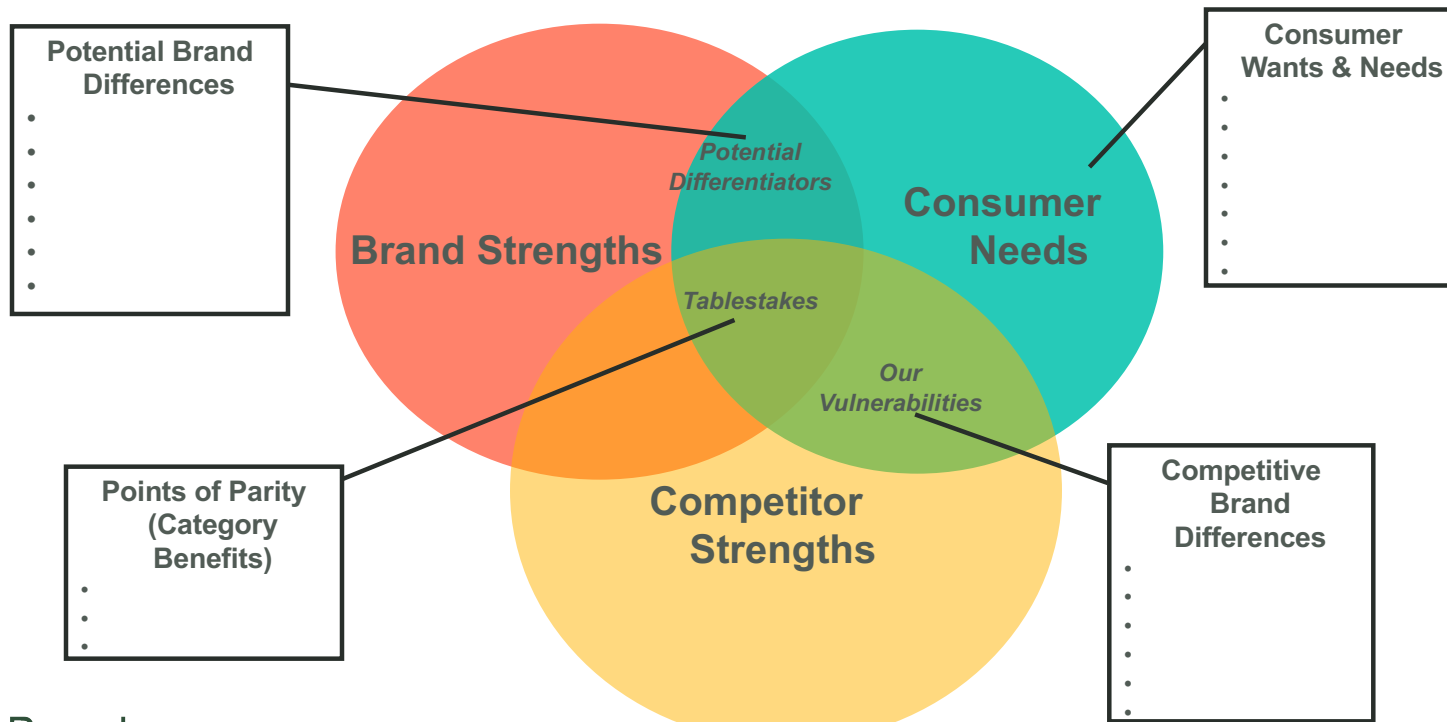 Potential Brand
Differences
•
•
•
•
•
•
Consumer
Wants & Needs
•
•
•
•
•
•
•
Potential
Differentiators
Brand Strengths
Consumer
Needs
Tablestakes
Our
Vulnerabilities
Points of Parity
(Category
Benefits)
•
•
•
Competitor
Strengths
Competitive
Brand
Differences
•
•
•
•
•
•